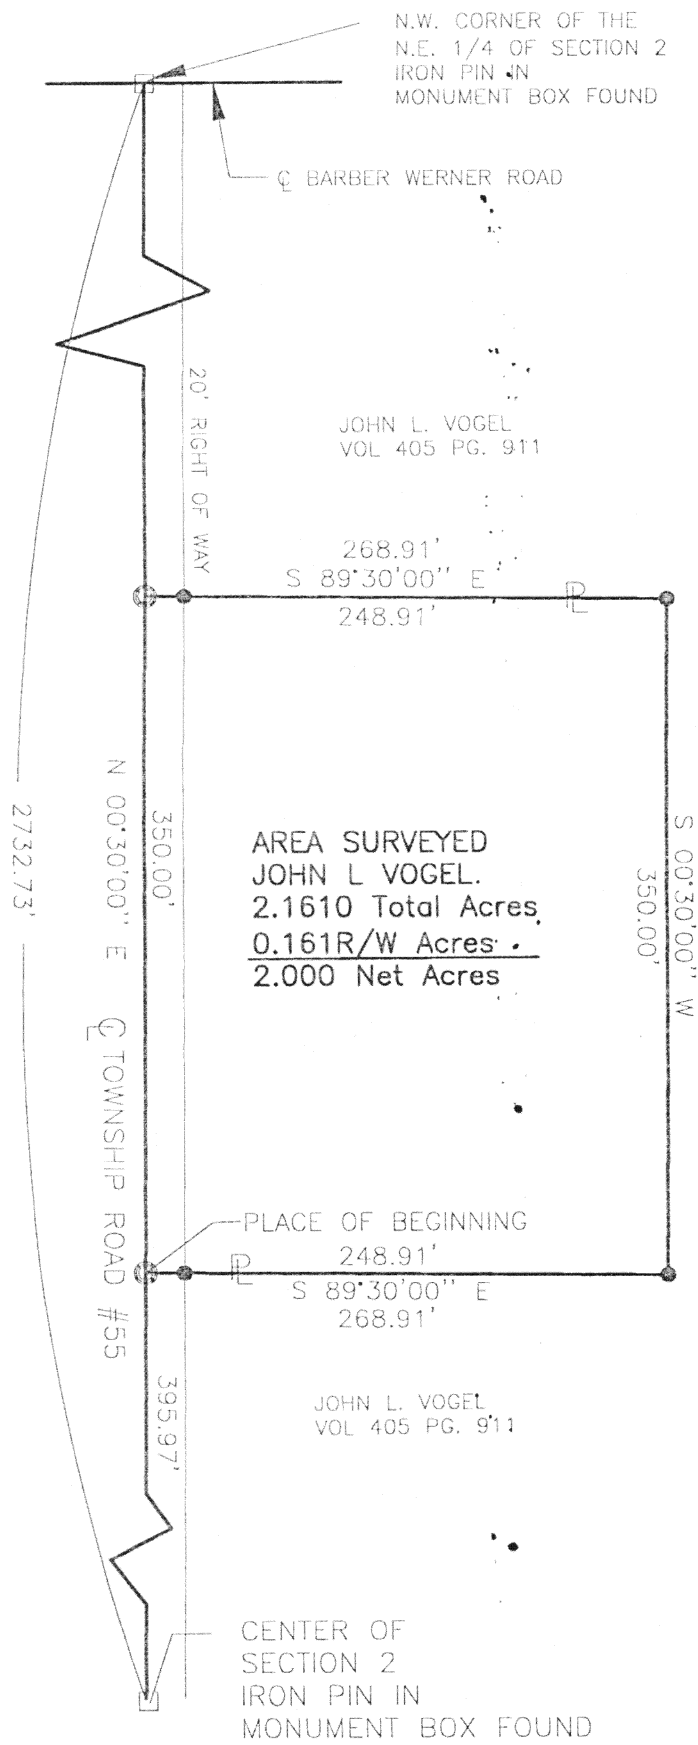 N.W. CORNER OF THE
N.E. 1/4 OF SECTION 2
IRON PIN IN
MONUMENT BOX FOUND
℄ BARBER WERNER ROAD
20' RIGHT OF WAY
JOHN L. VOGEL
VOL 405 PG. 911
268.91'
S 89°30'00" E
248.91'
℄
2732.73'
N 00°30'00" E ℄ TOWNSHIP ROAD #55
350.00'
AREA SURVEYED
JOHN L VOGEL.
2.1610 Total Acres
0.161R/W Acres
2.000 Net Acres
S 00°30'00" W
350.00'
PLACE OF BEGINNING
248.91'
PL
S 89°30'00" E
268.91'
395.97'
JOHN L. VOGEL
VOL 405 PG. 911
CENTER OF
SECTION 2
IRON PIN IN
MONUMENT BOX FOUND